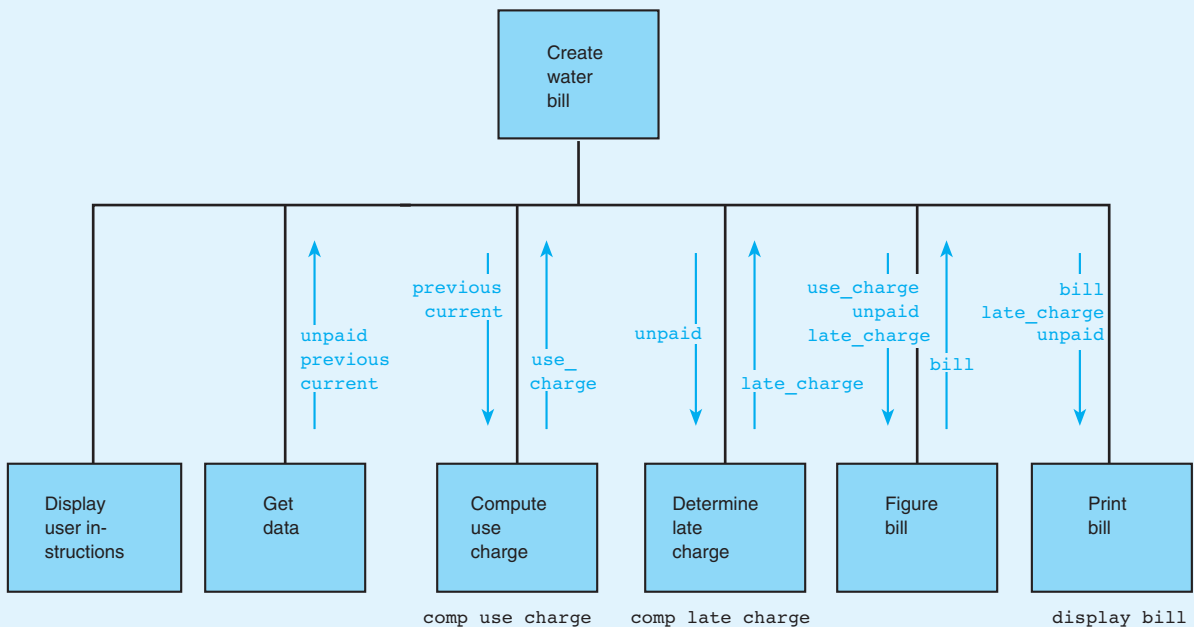 Create
water
bill
unpaid
previous
current
previous
current
use_
charge
unpaid
late_charge
use_charge
unpaid
late_charge
bill
bill
late_charge
unpaid
Display
user in-
structions
Get
data
Compute
use
charge
Determine
late
charge
Figure
bill
Print
bill
comp use charge
comp late charge
display bill